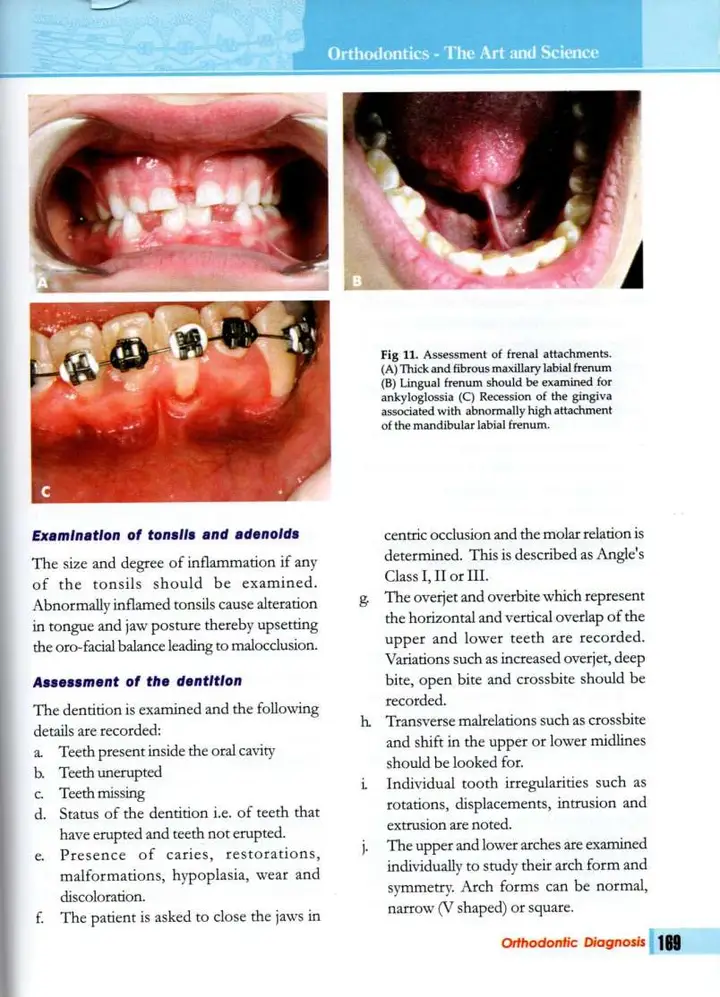 Orthodontics - The Art and Science
A
B
C
Fig 11. Assessment of frenal attachments.
(A) Thick and fibrous maxillary labial frenum
(B) Lingual frenum should be examined for
ankyloglossia (C) Recession of the gingiva
associated with abnormally high attachment
of the mandibular labial frenum.
Examination of tonsils and adenoids
The size and degree of inflammation if any
of the tonsils should be examined.
Abnormally inflamed tonsils cause alteration
in tongue and jaw posture thereby upsetting
the oro-facial balance leading to malocclusion.
Assessment of the dentition
The dentition is examined and the following
details are recorded:
a. Teeth present inside the oral cavity
b. Teeth unerupted
c. Teeth missing
d. Status of the dentition i.e. of teeth that
have erupted and teeth not erupted.
e. Presence of caries, restorations,
malformations, hypoplasia, wear and
discoloration.
f. The patient is asked to close the jaws in
centric occlusion and the molar relation is
determined. This is described as Angle's
Class I, II or III.
g. The overjet and overbite which represent
the horizontal and vertical overlap of the
upper and lower teeth are recorded.
Variations such as increased overjet, deep
bite, open bite and crossbite should be
recorded.
h. Transverse malrelations such as crossbite
and shift in the upper or lower midlines
should be looked for.
i. Individual tooth irregularities such as
rotations, displacements, intrusion and
extrusion are noted.
j. The upper and lower arches are examined
individually to study their arch form and
symmetry. Arch forms can be normal,
narrow (V shaped) or square.
Orthodontic Diagnosis 169